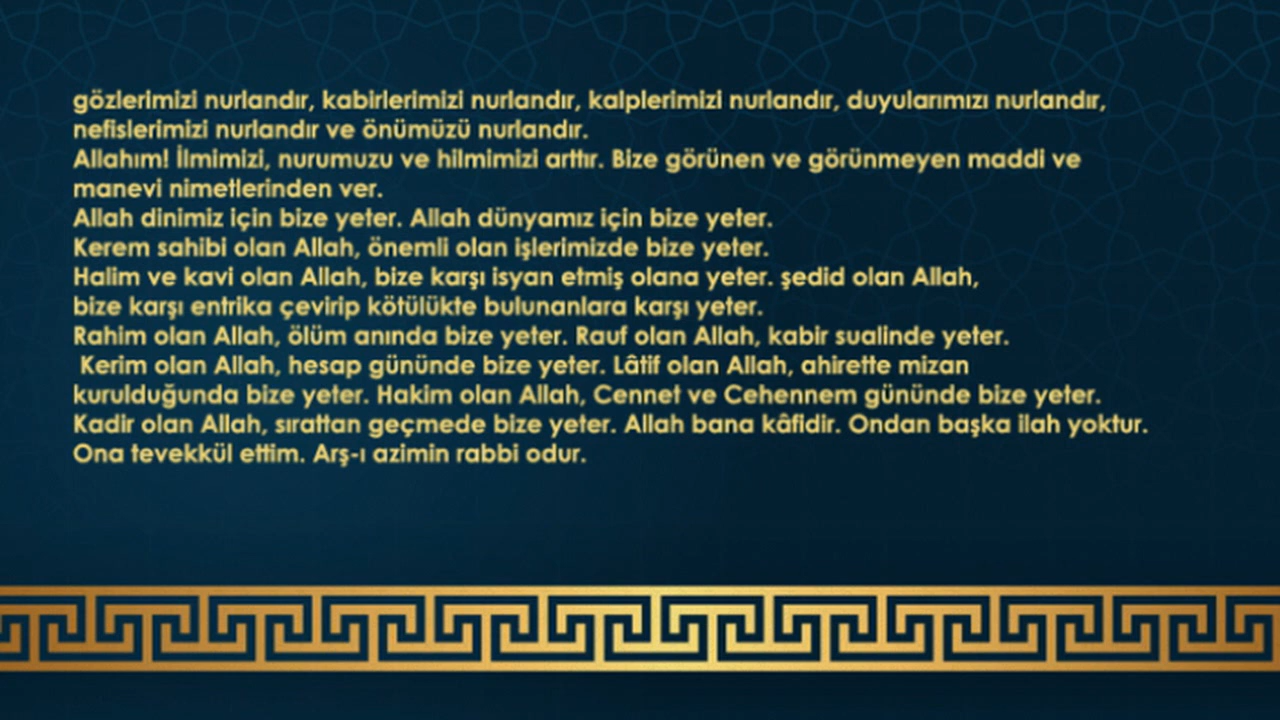 gözlerimizi nurlandır, kabirlerimizi nurlandır, kalplerimizi nurlandır, duyularımızı nurlandır,
nefislerimizi nurlandır ve önümüzü nurlandır.
Allahım! İlmimizi, nurumuzu ve hilmimizi arttır. Bize görünen ve görünmeyen maddi ve
manevi nimetlerinden ver.
Allah dinimiz için bize yeter. Allah dünyamız için bize yeter.
Kerem sahibi olan Allah, önemli olan işlerimizde bize yeter.
Halim ve kavi olan Allah, bize karşı isyan etmiş olana yeter. şedid olan Allah,
bize karşı entrika çevirip kötülükte bulunanlara karşı yeter.
Rahim olan Allah, ölüm anında bize yeter. Rauf olan Allah, kabir sualinde yeter.
Kerim olan Allah, hesap gününde bize yeter. Lâtif olan Allah, ahirette mizan
kurulduğunda bize yeter. Hakim olan Allah, Cennet ve Cehennem gününde bize yeter.
Kadir olan Allah, sırattan geçmede bize yeter. Allah bana kâfidir. Ondan başka ilah yoktur.
Ona tevekkül ettim. Arş-ı azimin rabbi odur.